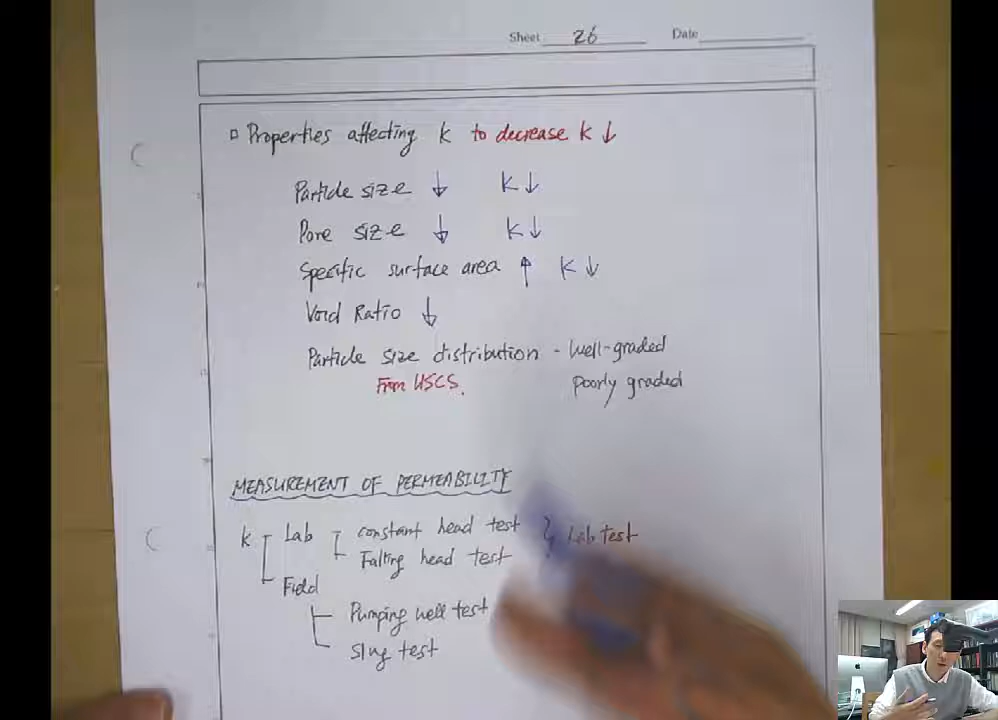 Sheet 26 Date
Properties affecting k to decrease k ↓
Particle size ↓ k ↓
Pore size ↓ k ↓
Specific surface area ↑ k ↓
Void Ratio ↓
Particle size distribution - well-graded
From USCS. poorly graded
MEASUREMENT OF PERMEABILITY
k Lab constant head test } Lab test
Falling head test
Field
Pumping well test
Slug test